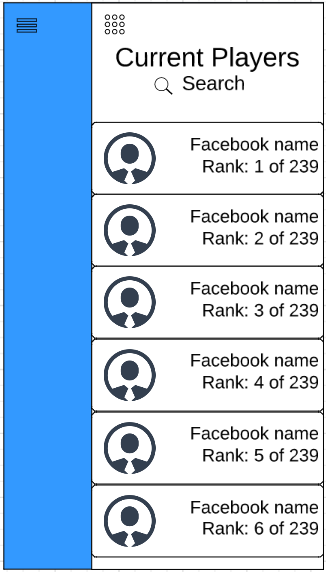 Current Players
Search
Facebook name
Rank: 1 of 239
Facebook name
Rank: 2 of 239
Facebook name
Rank: 3 of 239
Facebook name
Rank: 4 of 239
Facebook name
Rank: 5 of 239
Facebook name
Rank: 6 of 239